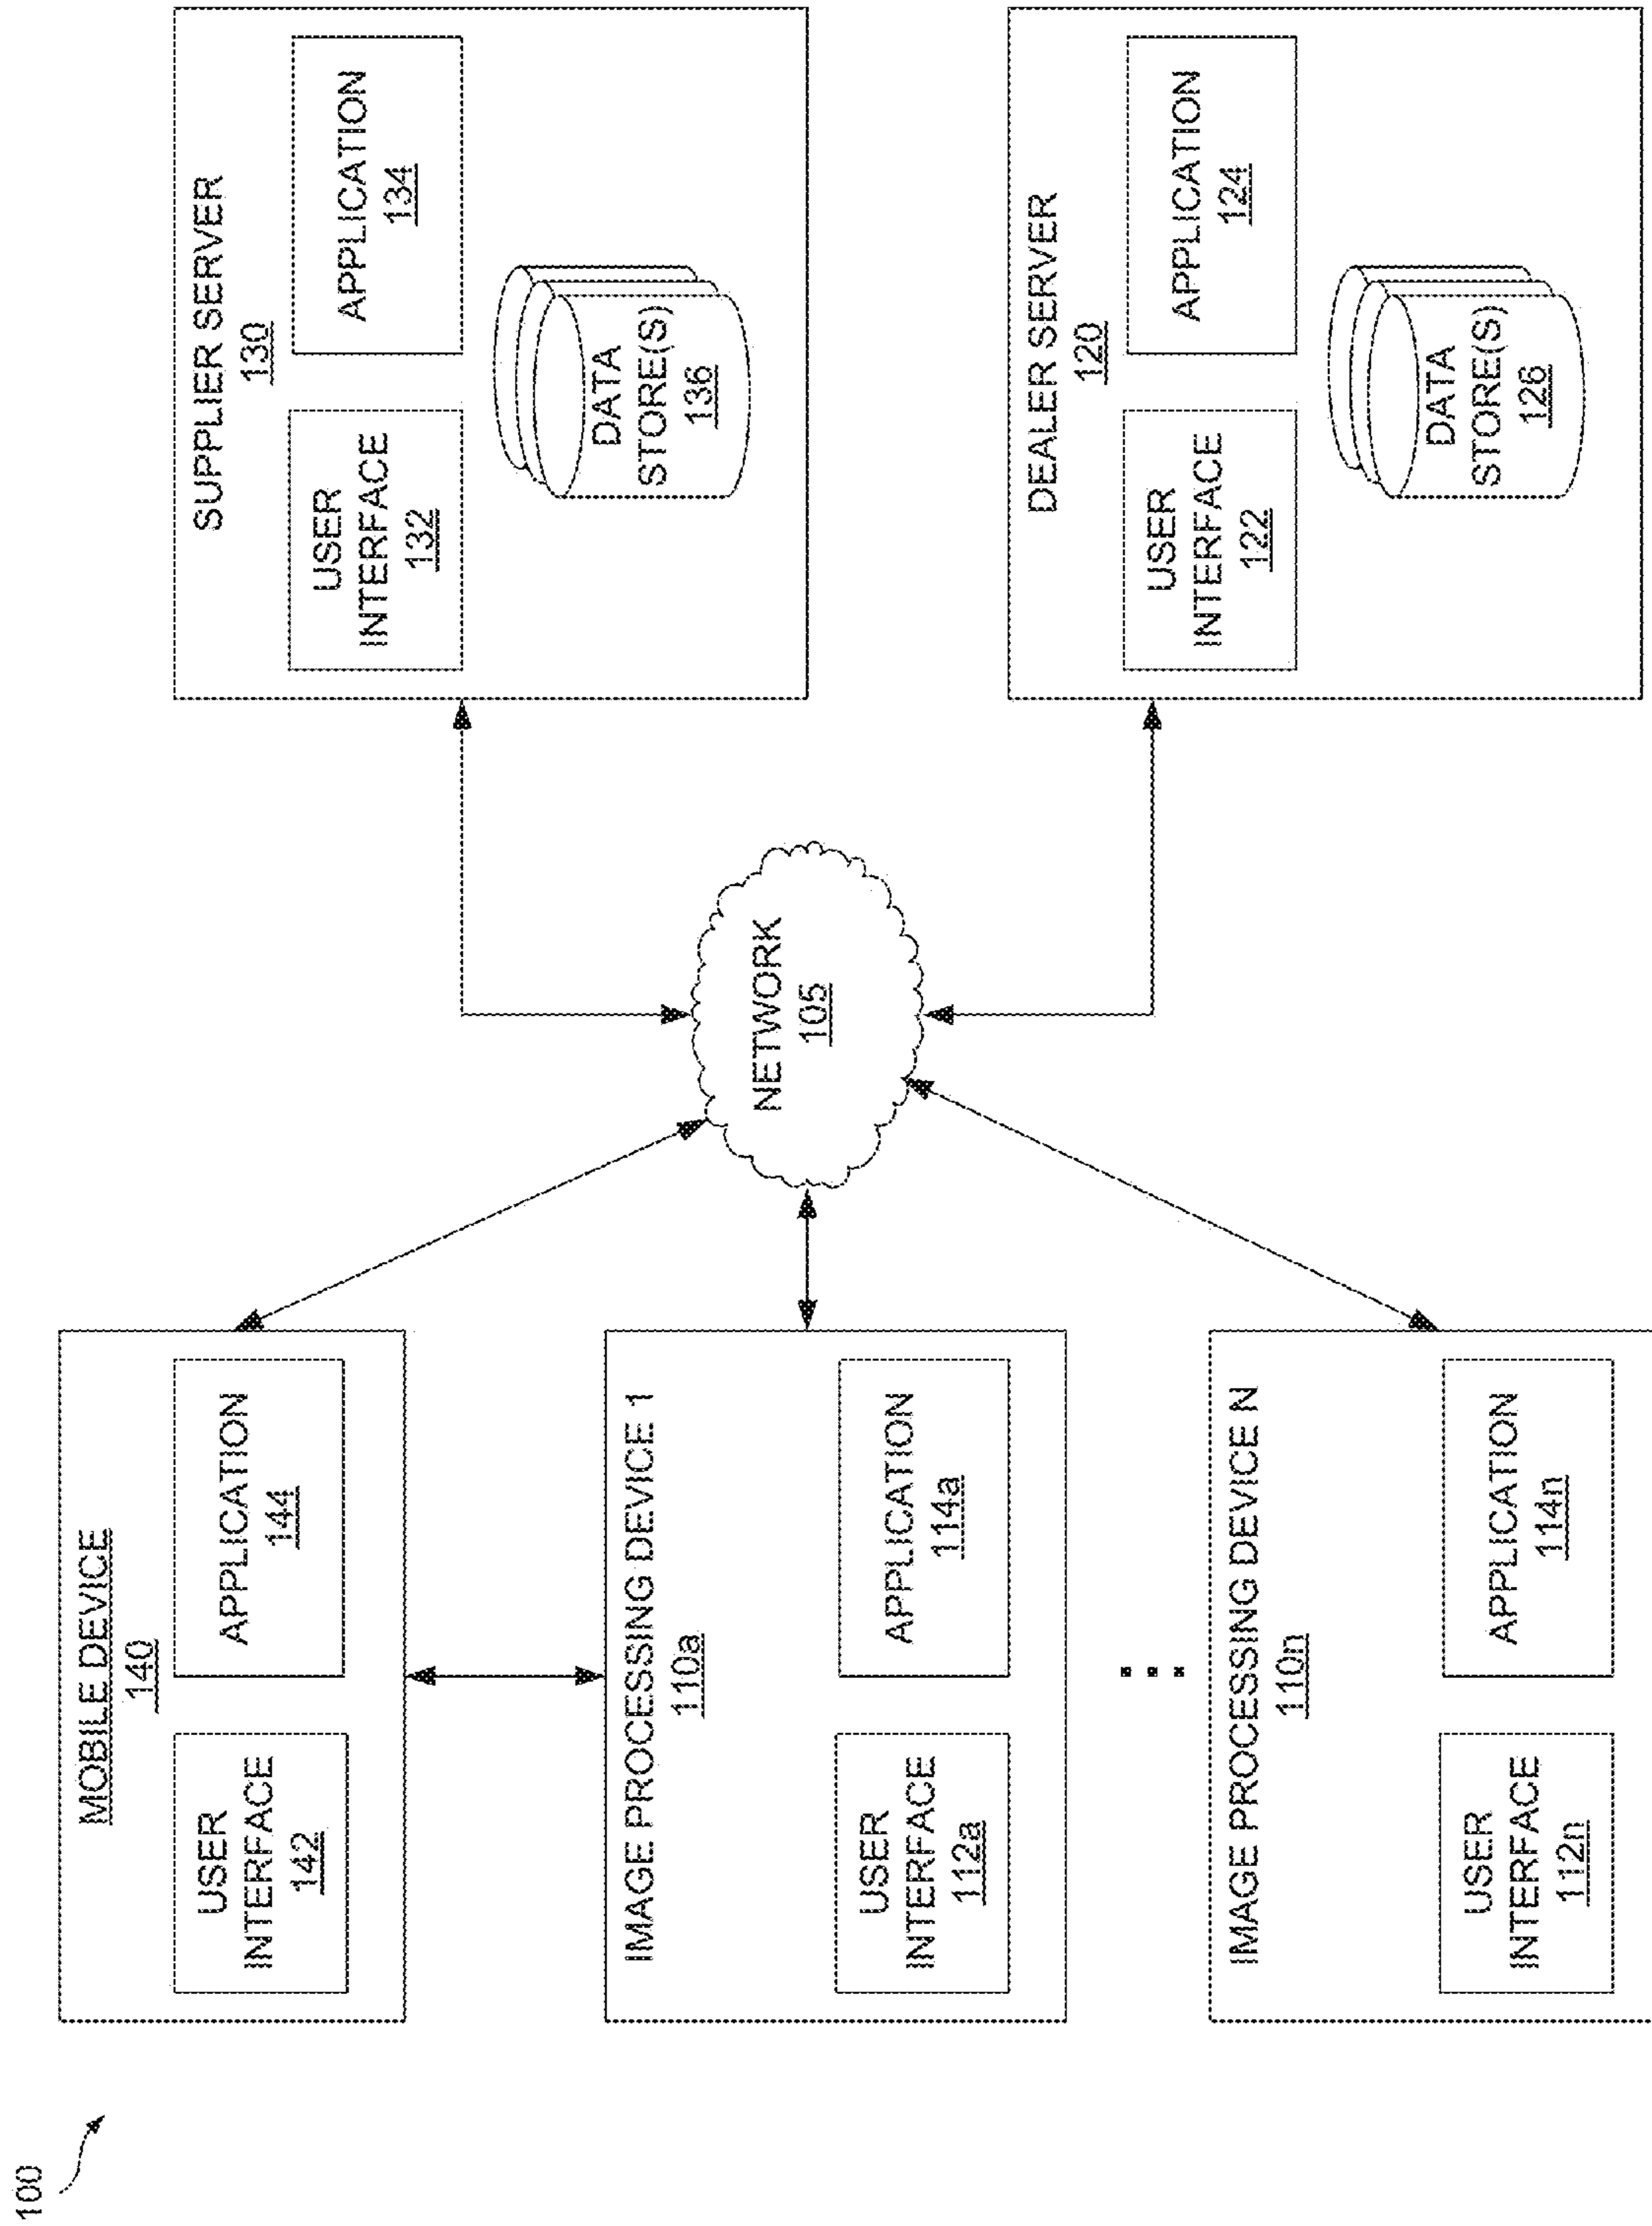 100
MOBILE DEVICE
140
USER
INTERFACE
142
APPLICATION
144
IMAGE PROCESSING DEVICE 1
110a
USER
INTERFACE
112a
APPLICATION
114a
...
IMAGE PROCESSING DEVICE N
110n
USER
INTERFACE
112n
APPLICATION
114n
NETWORK
105
SUPPLIER SERVER
130
USER
INTERFACE
132
APPLICATION
134
DATA
STORE(S)
136
DEALER SERVER
120
USER
INTERFACE
122
APPLICATION
124
DATA
STORE(S)
126